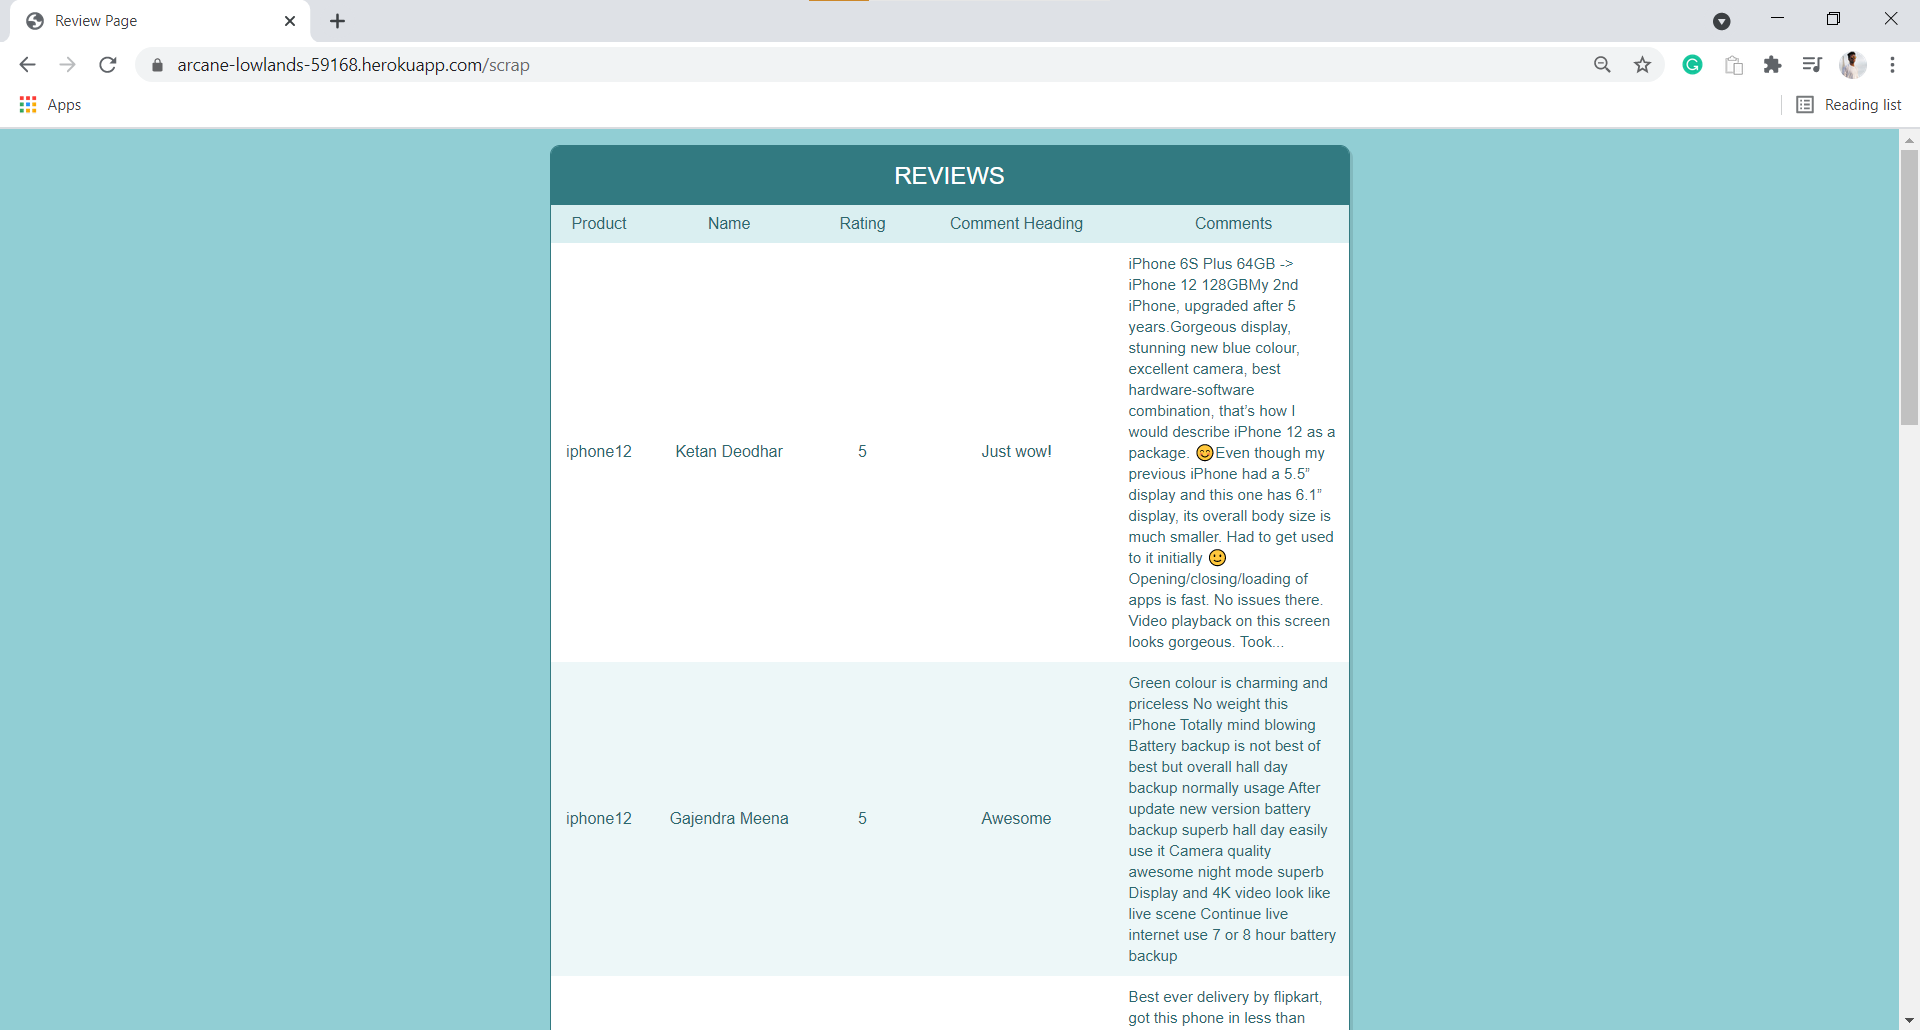 Review Page
arcane-lowlands-59168.herokuapp.com/scrap
Apps
Reading list
REVIEWS
Product Name Rating Comment Heading Comments
iphone12 Ketan Deodhar 5 Just wow!
iPhone 6S Plus 64GB ->
iPhone 12 128GBMy 2nd
iPhone, upgraded after 5
years.Gorgeous display,
stunning new blue colour,
excellent camera, best
hardware-software
combination, that’s how I
would describe iPhone 12 as a
package. 😊Even though my
previous iPhone had a 5.5”
display and this one has 6.1”
display, its overall body size is
much smaller. Had to get used
to it initially 🙂
Opening/closing/loading of
apps is fast. No issues there.
Video playback on this screen
looks gorgeous. Took...
iphone12 Gajendra Meena 5 Awesome
Green colour is charming and
priceless No weight this
iPhone Totally mind blowing
Battery backup is not best of
best but overall hall day
backup normally usage After
update new version battery
backup superb hall day easily
use it Camera quality
awesome night mode superb
Display and 4K video look like
live scene Continue live
internet use 7 or 8 hour battery
backup
Best ever delivery by flipkart,
got this phone in less than